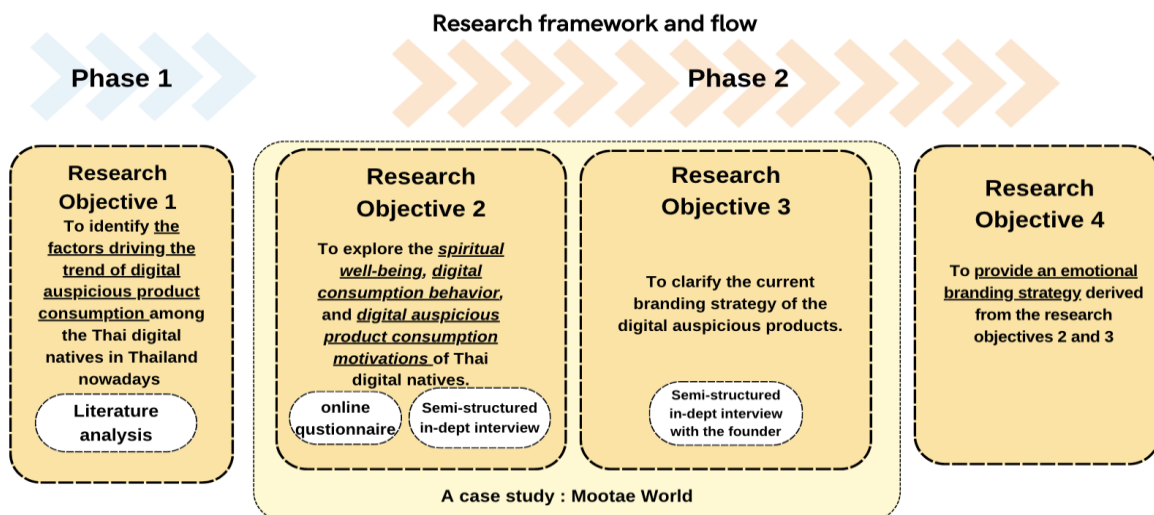 Research framework and flow
Phase 1
Phase 2
Research
Objective 1
To identify the
factors driving the
trend of digital
auspicious product
consumption among
the Thai digital
natives in Thailand
nowadays
Literature
analysis
Research
Objective 2
To explore the spiritual
well-being, digital
consumption behavior,
and digital auspicious
product consumption
motivations of Thai
digital natives.
online
qustionnaire
Semi-structured
in-dept interview
Research
Objective 3
To clarify the current
branding strategy of the
digital auspicious products.
Semi-structured
in-dept interview
with the founder
A case study : Mootae World
Research
Objective 4
To provide an emotional
branding strategy derived
from the research
objectives 2 and 3